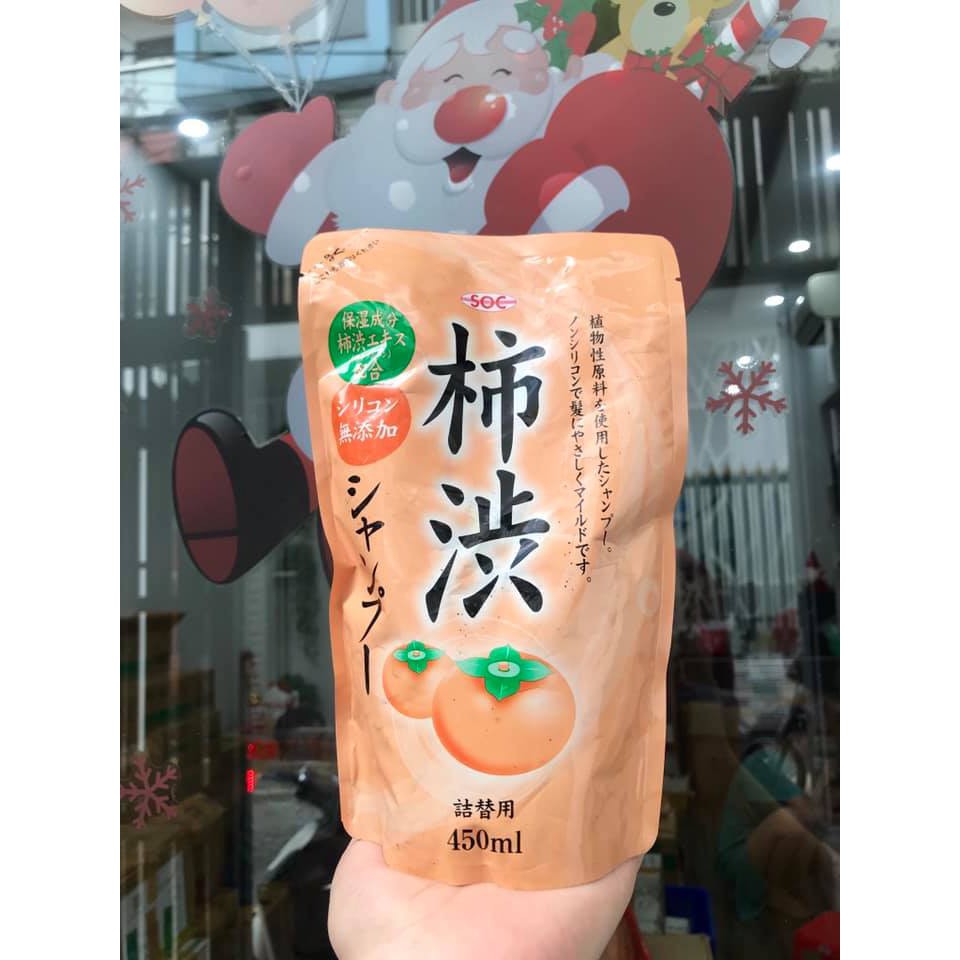 SOC
保湿成分
柿渋エキス
配合
シリコン
無添加
柿渋
シャンプー
植物性原料を使用したシャンプー。
ノンシリコンで髪にやさしくマイルドです。
詰替用
450ml